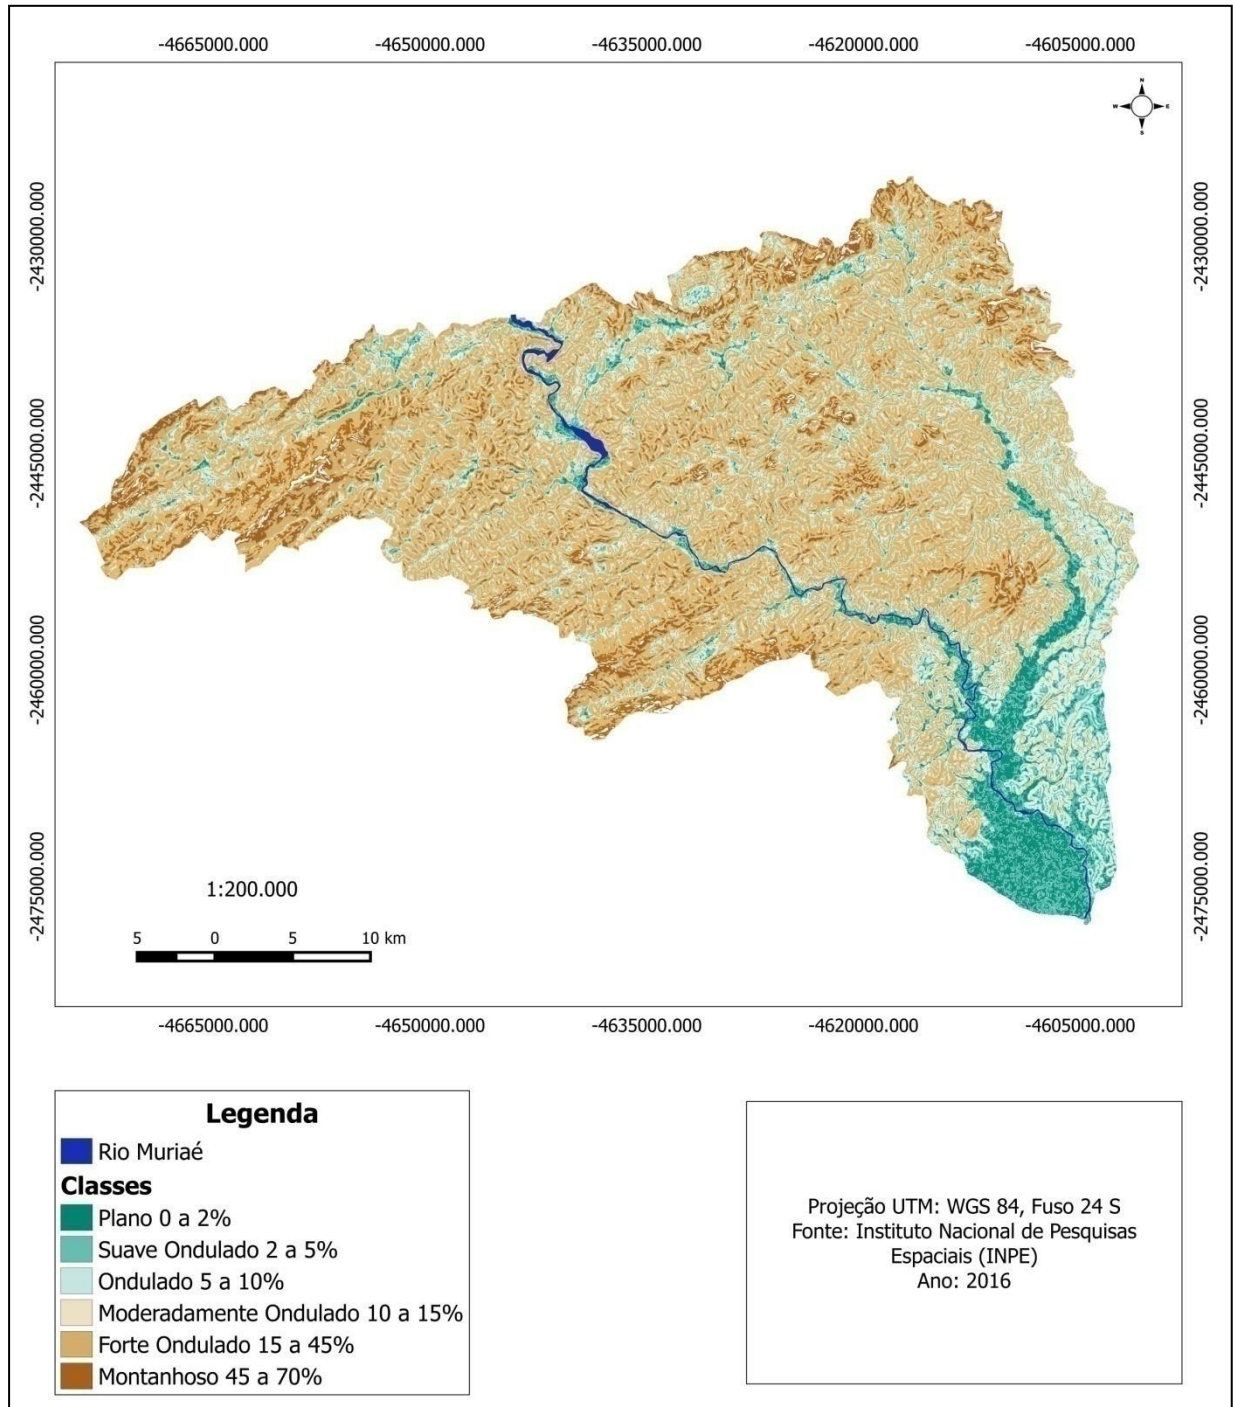 -4665000.000 -4650000.000 -4635000.000 -4620000.000 -4605000.000
N
W E
S
-2430000.000 -2430000.000
-2445000.000 -2445000.000
-2460000.000 -2460000.000
-2475000.000 -2475000.000
1:200.000
5 0 5 10 km
-4665000.000 -4650000.000 -4635000.000 -4620000.000 -4605000.000
Legenda
Rio Muriaé
Classes
Plano 0 a 2%
Suave Ondulado 2 a 5%
Ondulado 5 a 10%
Moderadamente Ondulado 10 a 15%
Forte Ondulado 15 a 45%
Montanhoso 45 a 70%
Projeção UTM: WGS 84, Fuso 24 S
Fonte: Instituto Nacional de Pesquisas
Espaciais (INPE)
Ano: 2016